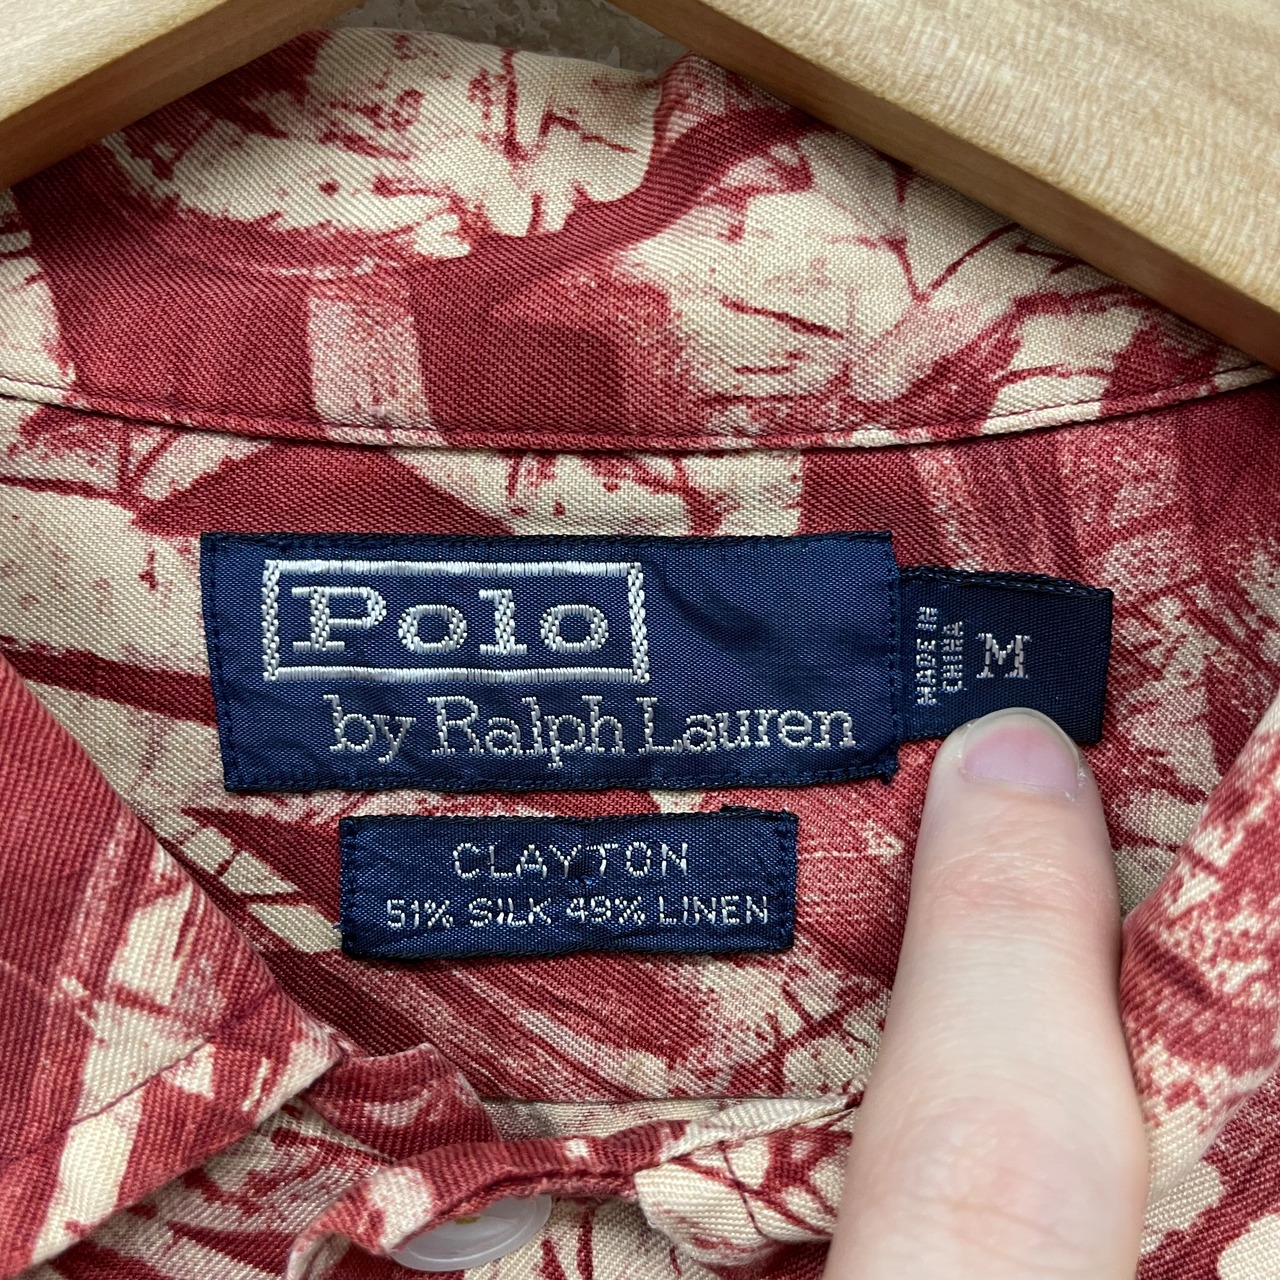 Polo
by Ralph Lauren
MADE IN
CHINA
M
CLAYTON
51% SILK 49% LINEN